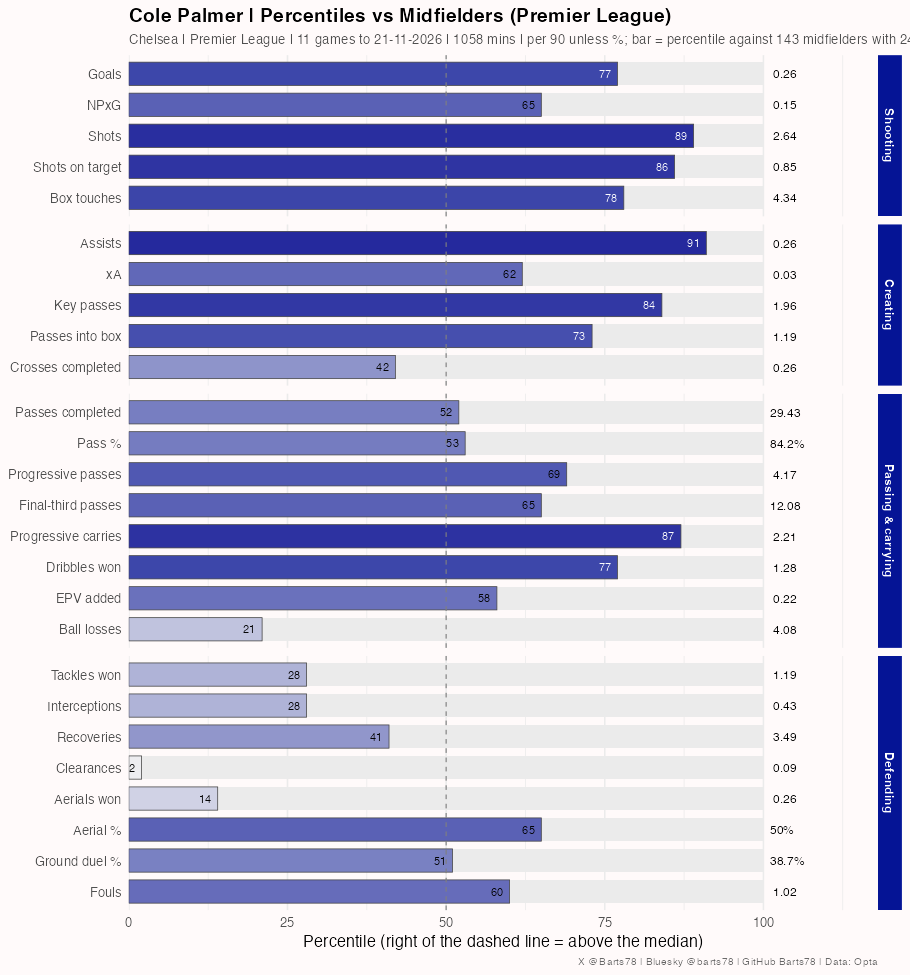 Cole Palmer | Percentiles vs Midfielders (Premier League)
Chelsea | Premier League | 11 games to 21-11-2026 | 1058 mins | per 90 unless %; bar = percentile against 143 midfielders with 24
Goals 77 0.26
NPxG 65 0.15
Shots 89 2.64
Shots on target 86 0.85
Box touches 78 4.34
Shooting
Assists 91 0.26
xA 62 0.03
Key passes 84 1.96
Passes into box 73 1.19
Crosses completed 42 0.26
Creating
Passes completed 52 29.43
Pass % 53 84.2%
Progressive passes 69 4.17
Final-third passes 65 12.08
Progressive carries 87 2.21
Dribbles won 77 1.28
EPV added 58 0.22
Ball losses 21 4.08
Passing & carrying
Tackles won 28 1.19
Interceptions 28 0.43
Recoveries 41 3.49
Clearances 2 0.09
Aerials won 14 0.26
Aerial % 65 50%
Ground duel % 51 38.7%
Fouls 60 1.02
Defending
0 25 50 75 100
Percentile (right of the dashed line = above the median)
X @Barts78 | Bluesky @barts78 | GitHub Barts78 | Data: Opta